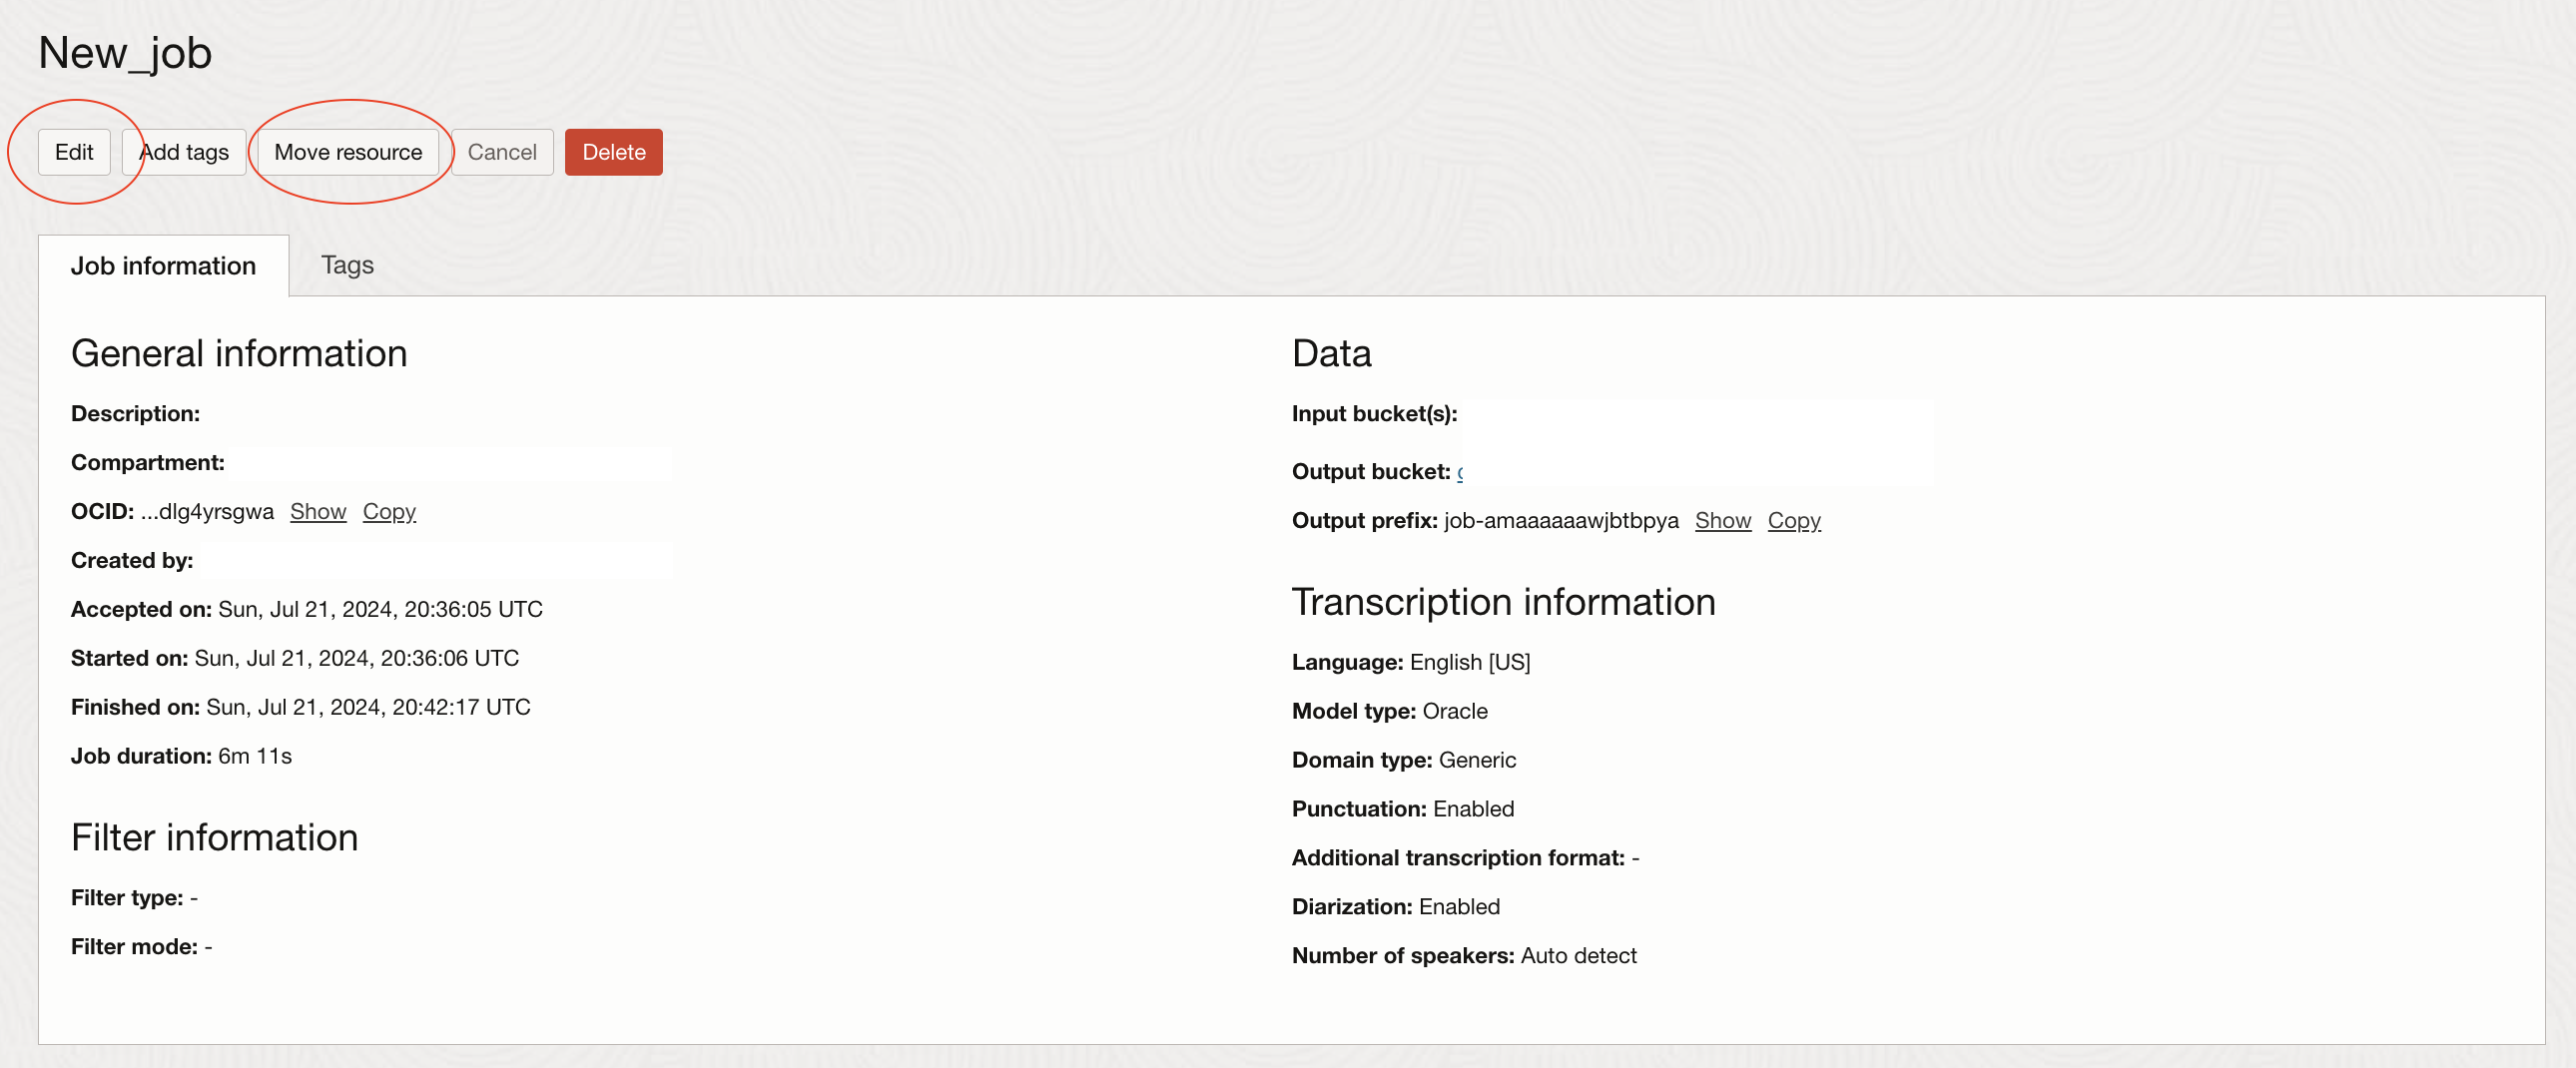 New_job
Edit Add tags Move resource Cancel Delete
Job information Tags
General information
Description:
Compartment:
OCID: ...dlg4yrsgwa Show Copy
Created by:
Accepted on: Sun, Jul 21, 2024, 20:36:05 UTC
Started on: Sun, Jul 21, 2024, 20:36:06 UTC
Finished on: Sun, Jul 21, 2024, 20:42:17 UTC
Job duration: 6m 11s
Filter information
Filter type: -
Filter mode: -
Data
Input bucket(s):
Output bucket:
Output prefix: job-amaaaaaawjbtbpya Show Copy
Transcription information
Language: English [US]
Model type: Oracle
Domain type: Generic
Punctuation: Enabled
Additional transcription format: -
Diarization: Enabled
Number of speakers: Auto detect